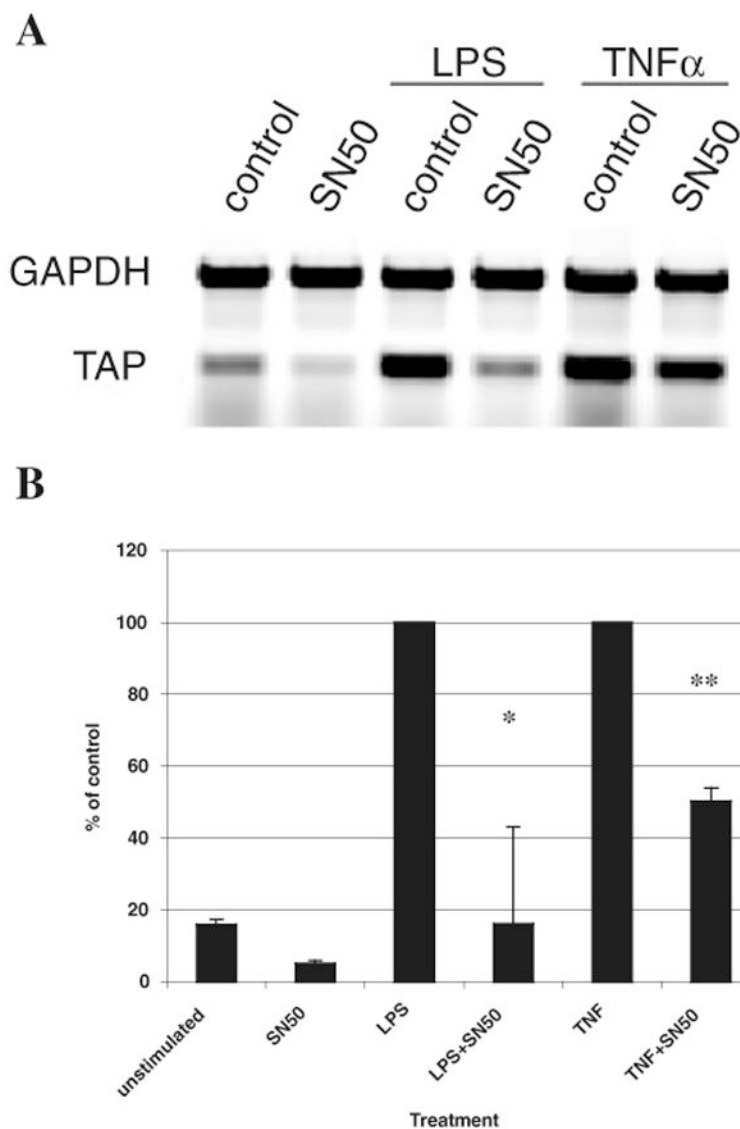 A
LPS TNFα
control SN50 control SN50 control SN50
GAPDH
TAP
B
120
100
80
60
40
20
0
% of control
* **
unstimulated SN50 LPS LPS+SN50 TNF TNF+SN50
Treatment